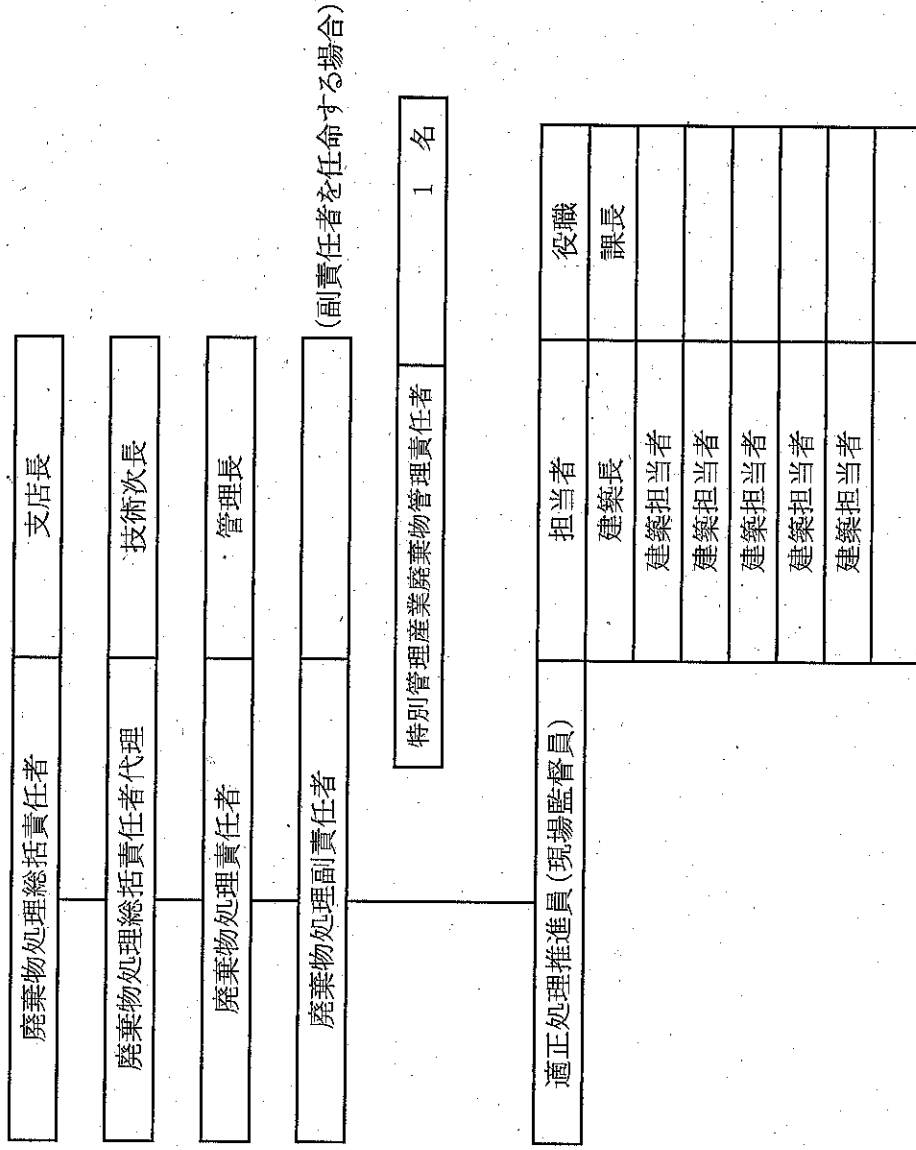 廃棄物処理総括責任者 支店長
廃棄物処理総括責任者代理 技術次長
廃棄物処理責任者 管理長
廃棄物処理副責任者 (副責任者を任命する場合)
特別管理産業廃棄物管理責任者 1 名
適正処理推進員(現場監督員) 担当者 役職
建築長 課長
建築担当者
建築担当者
建築担当者
建築担当者
建築担当者